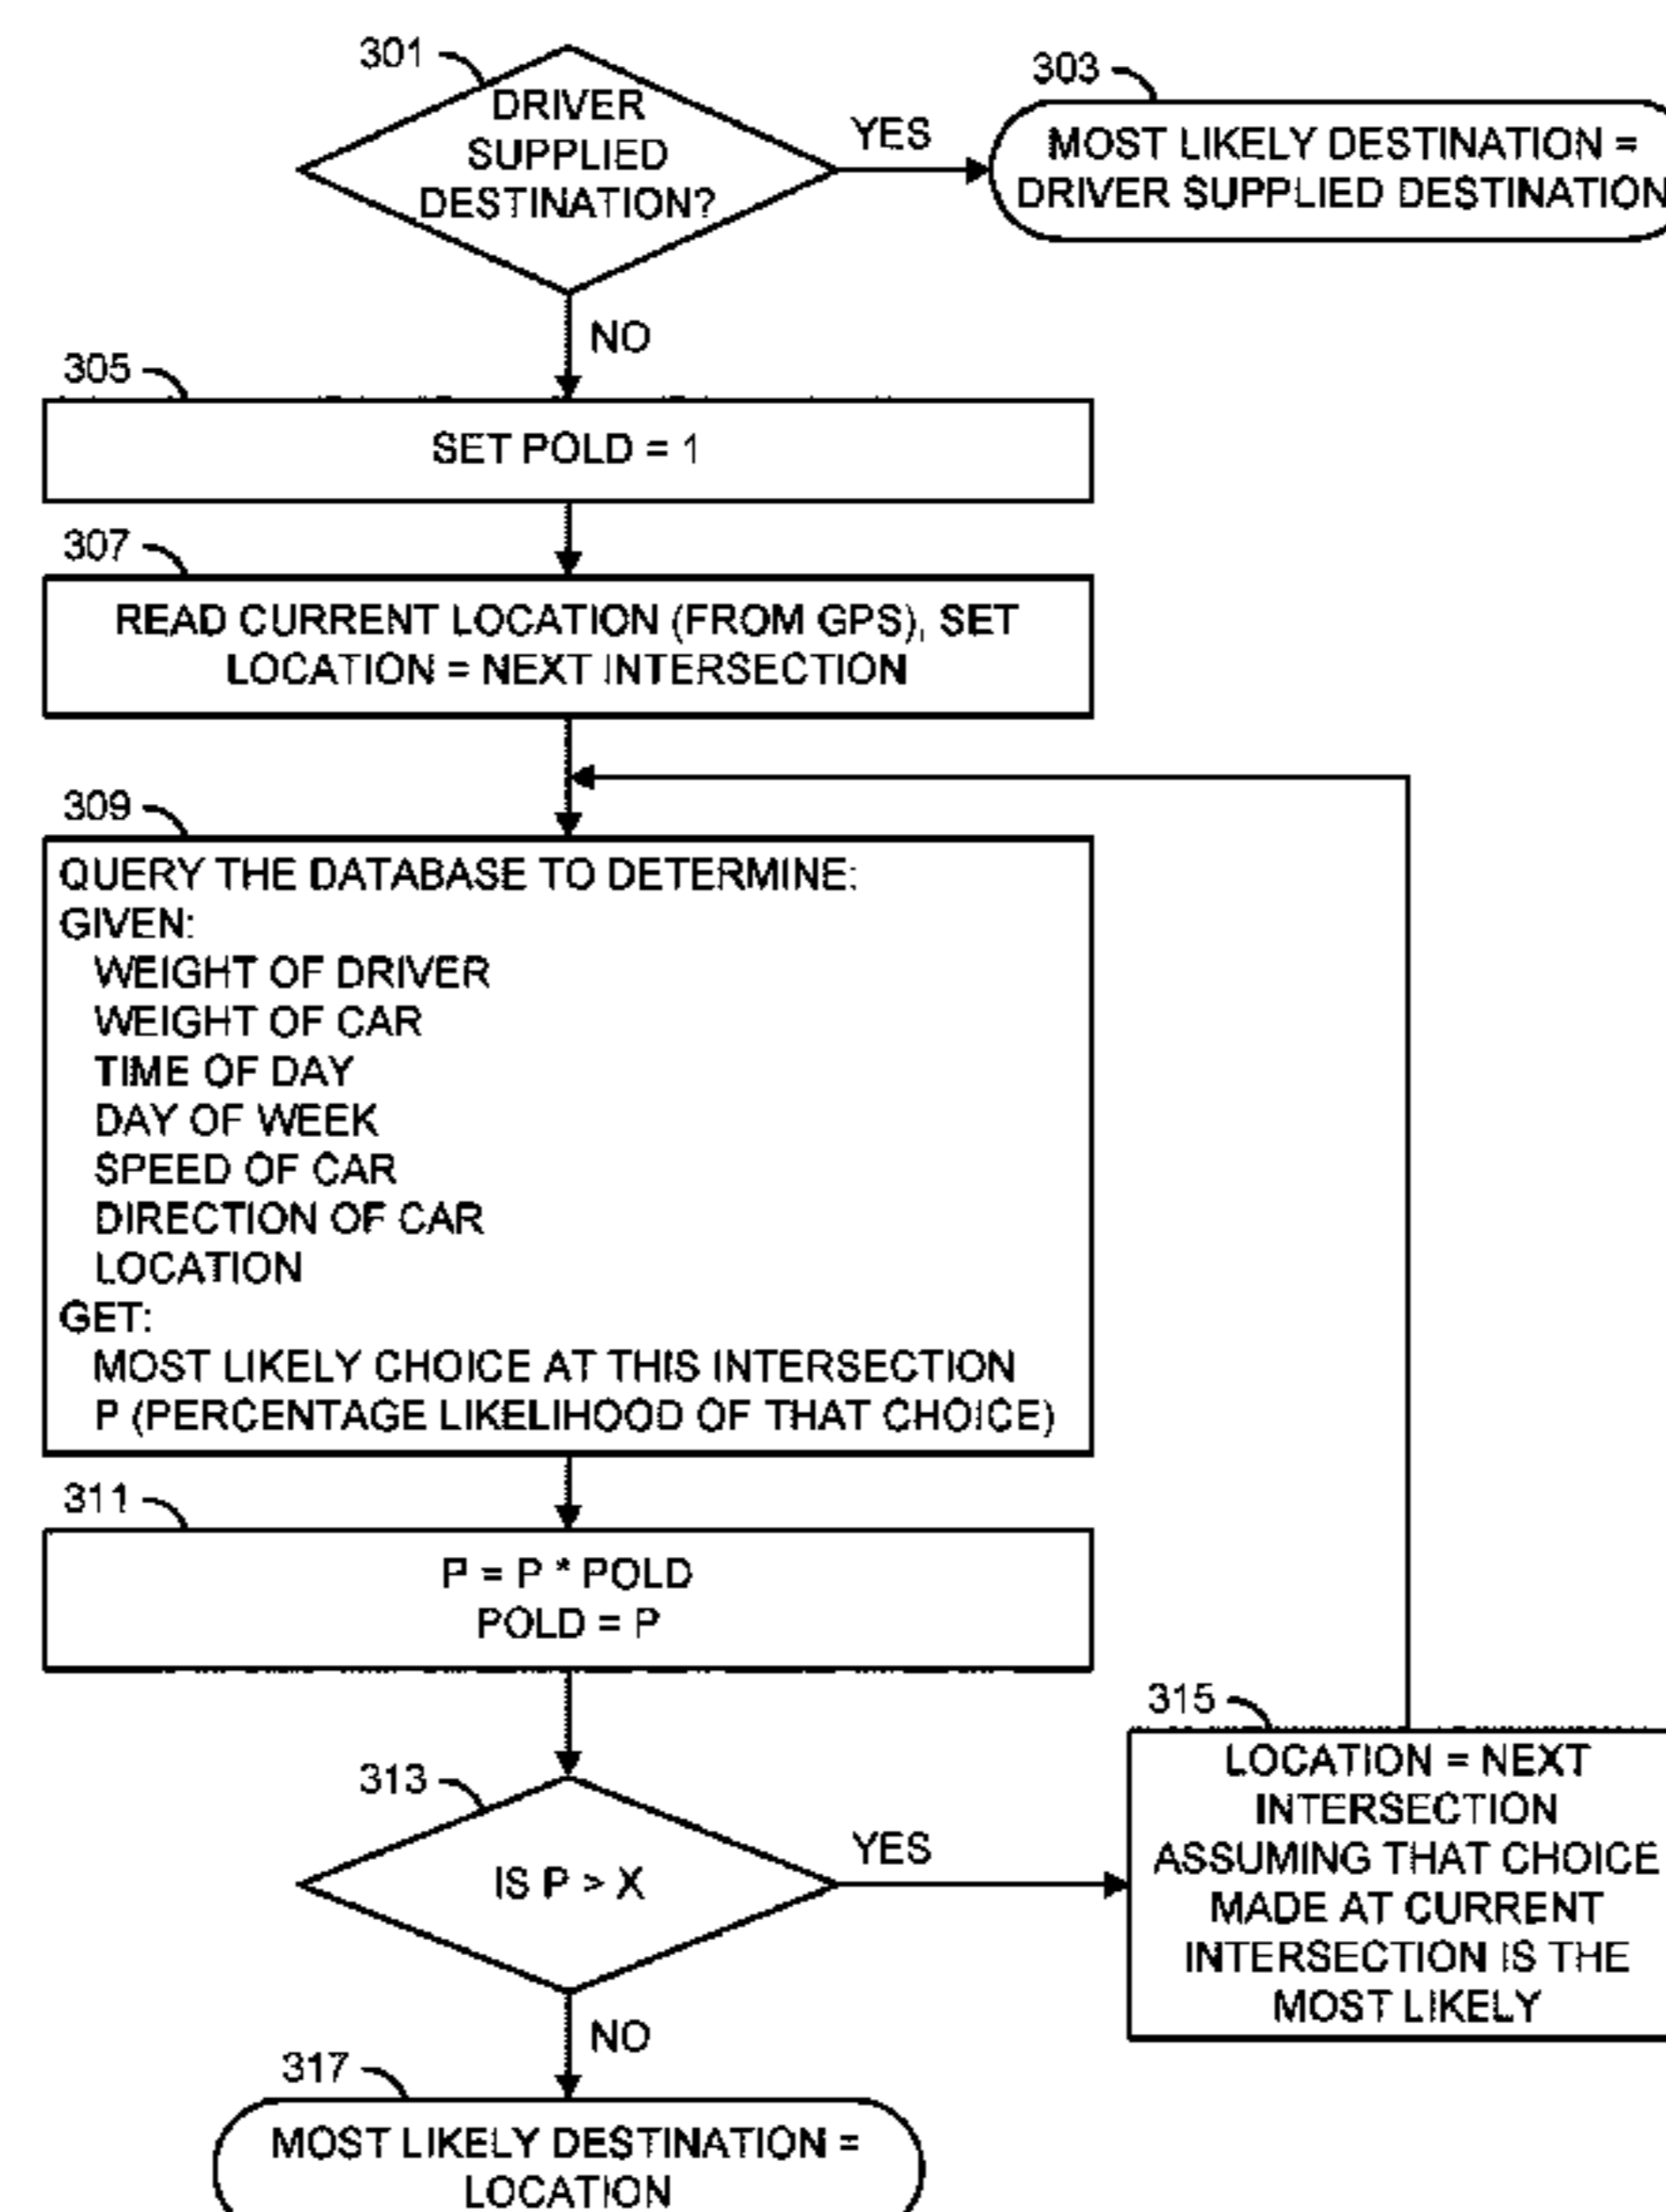 301
DRIVER
SUPPLIED
DESTINATION?
YES
303
MOST LIKELY DESTINATION =
DRIVER SUPPLIED DESTINATION
NO
305
SET POLD = 1
307
READ CURRENT LOCATION (FROM GPS), SET
LOCATION = NEXT INTERSECTION
309
QUERY THE DATABASE TO DETERMINE:
GIVEN:
WEIGHT OF DRIVER
WEIGHT OF CAR
TIME OF DAY
DAY OF WEEK
SPEED OF CAR
DIRECTION OF CAR
LOCATION
GET:
MOST LIKELY CHOICE AT THIS INTERSECTION
P (PERCENTAGE LIKELIHOOD OF THAT CHOICE)
311
P = P * POLD
POLD = P
313
IS P > X
YES
315
LOCATION = NEXT
INTERSECTION
ASSUMING THAT CHOICE
MADE AT CURRENT
INTERSECTION IS THE
MOST LIKELY
NO
317
MOST LIKELY DESTINATION =
LOCATION